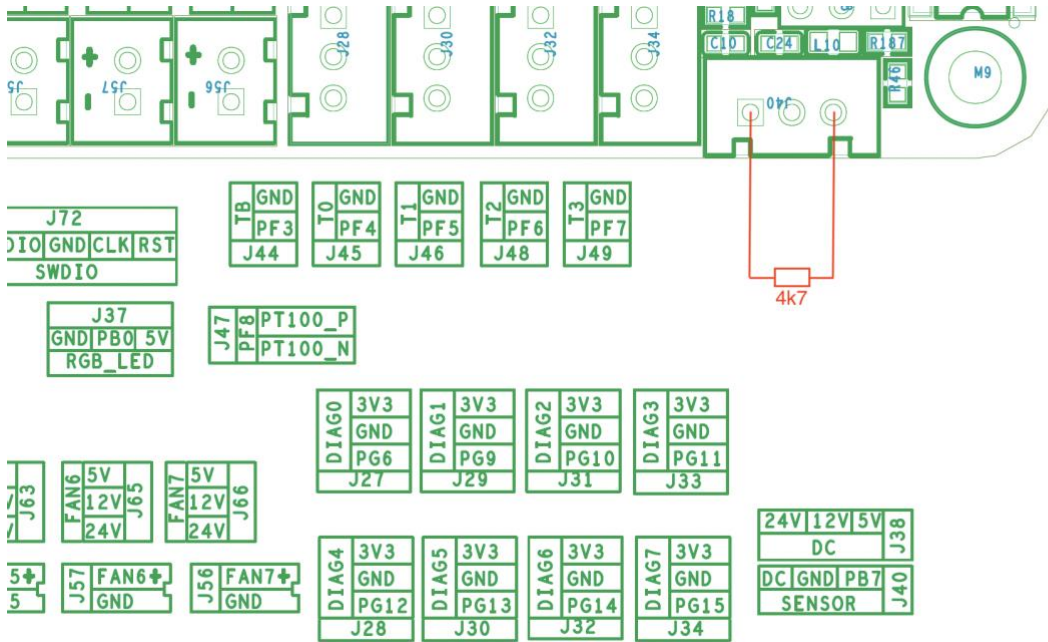 R18
J28
J30
J32
J34
C10
C24
L10
R187
R46
M9
J57
J56
J40
4k7
J72
GND CLK RST
SWDIO
TB GND
PF3
J44
T0 GND
PF4
J45
T1 GND
PF5
J46
T2 GND
PF6
J48
T3 GND
PF7
J49
J37
GND PB0 5V
RGB_LED
J47 PF8 PT100_P
PT100_N
DIAG0 3V3
GND
PG6
J27
DIAG1 3V3
GND
PG9
J29
DIAG2 3V3
GND
PG10
J31
DIAG3 3V3
GND
PG11
J33
J63
FAN6 5V J65
12V
24V
FAN7 5V J66
12V
24V
24V 12V 5V J38
DC
5+
5
J57 FAN6+
GND
J56 FAN7+
GND
DIAG4 3V3
GND
PG12
J28
DIAG5 3V3
GND
PG13
J30
DIAG6 3V3
GND
PG14
J32
DIAG7 3V3
GND
PG15
J34
DC GND PB7 J40
SENSOR